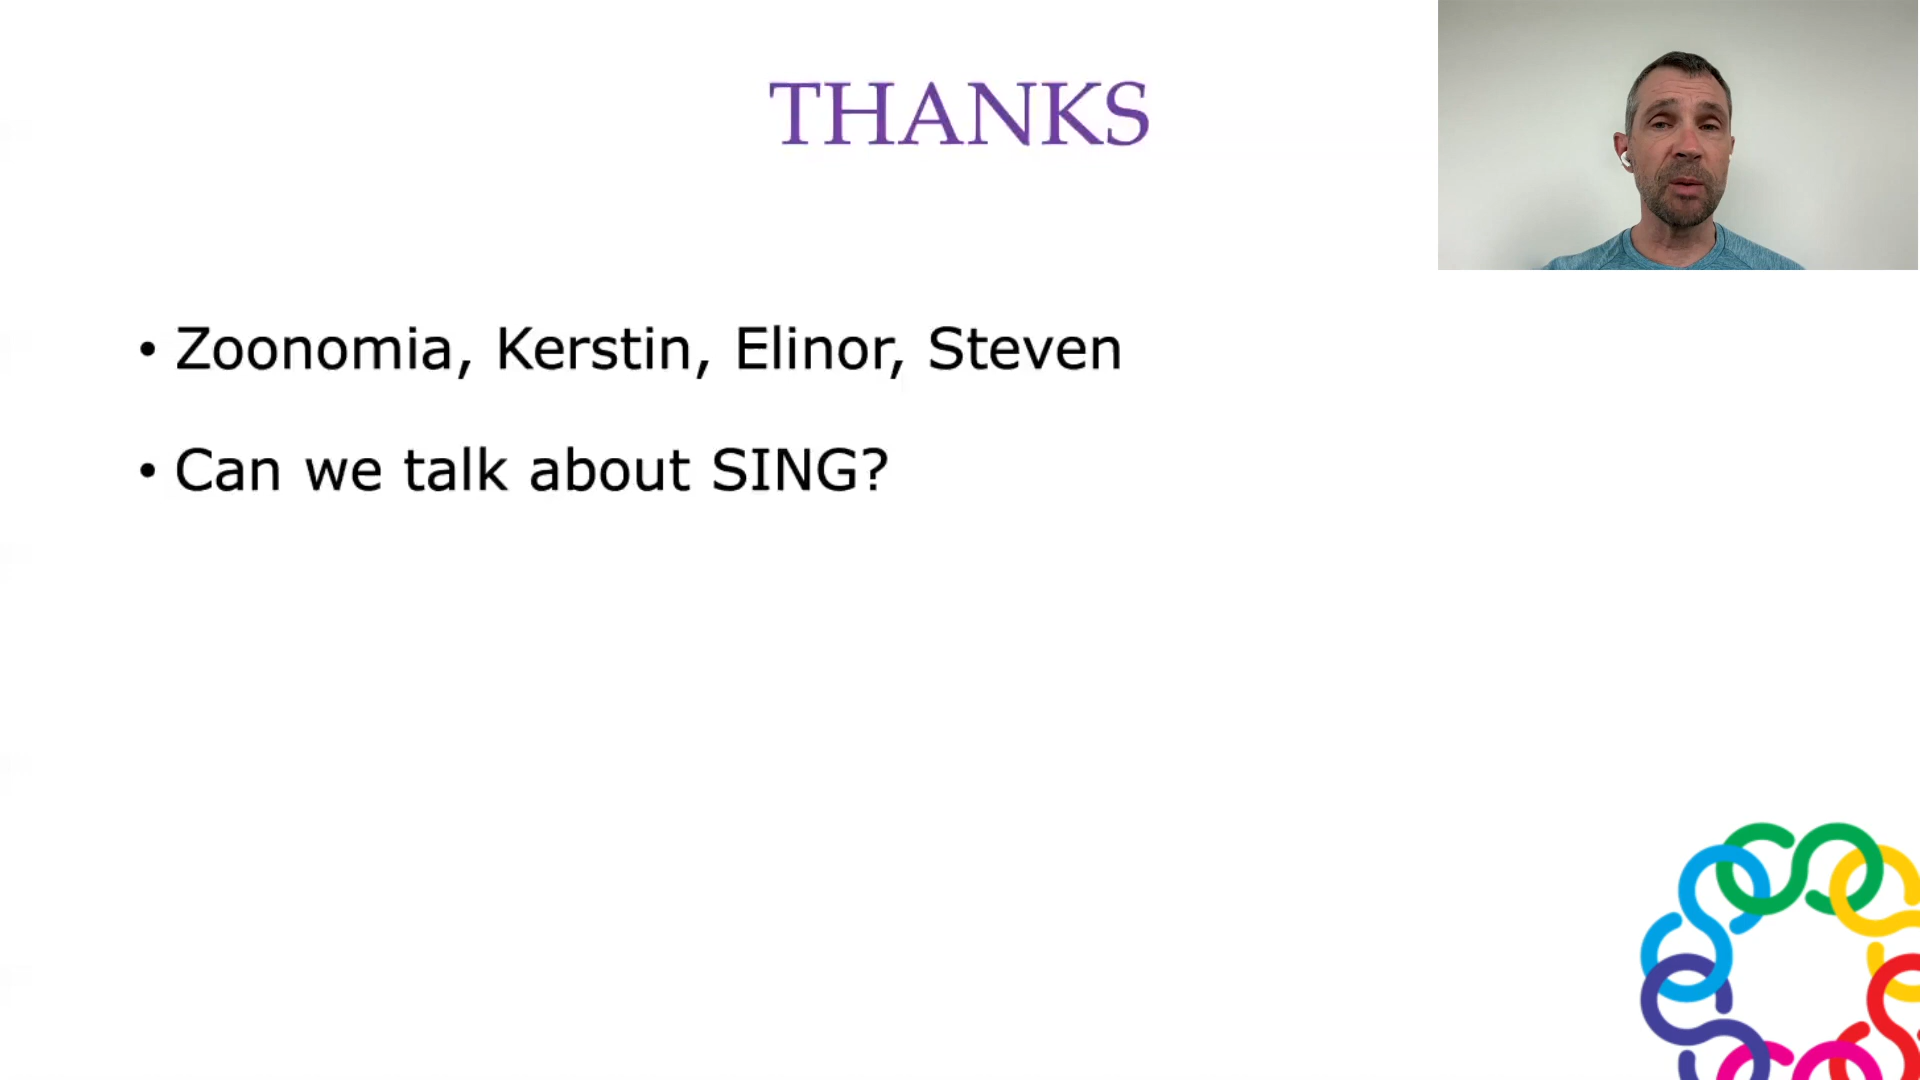 THANKS
• Zoonomia, Kerstin, Elinor, Steven
• Can we talk about SING?